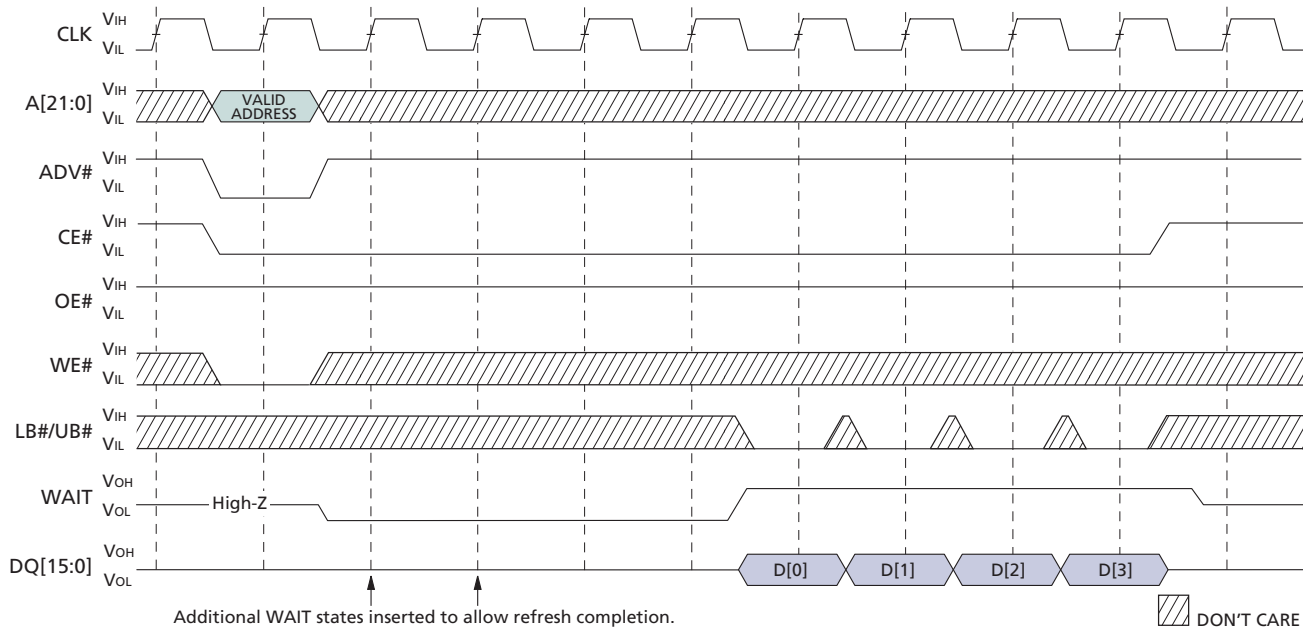 CLK VIH
VIL
A[21:0] VIH
VIL
VALID
ADDRESS
ADV# VIH
VIL
CE# VIH
VIL
OE# VIH
VIL
WE# VIH
VIL
LB#/UB# VIH
VIL
WAIT VOH
VOL
High-Z
DQ[15:0] VOH
VOL
D[0] D[1] D[2] D[3]
Additional WAIT states inserted to allow refresh completion.
DON'T CARE